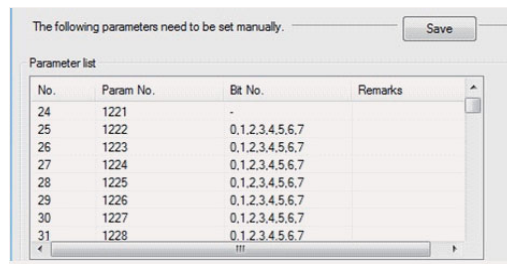 The following parameters need to be set manually.
Save
Parameter list
No. Param No. Bit No. Remarks
24 1221 -
25 1222 0,1,2,3,4,5,6,7
26 1223 0,1,2,3,4,5,6,7
27 1224 0,1,2,3,4,5,6,7
28 1225 0,1,2,3,4,5,6,7
29 1226 0,1,2,3,4,5,6,7
30 1227 0,1,2,3,4,5,6,7
31 1228 0,1,2,3,4,5,6,7